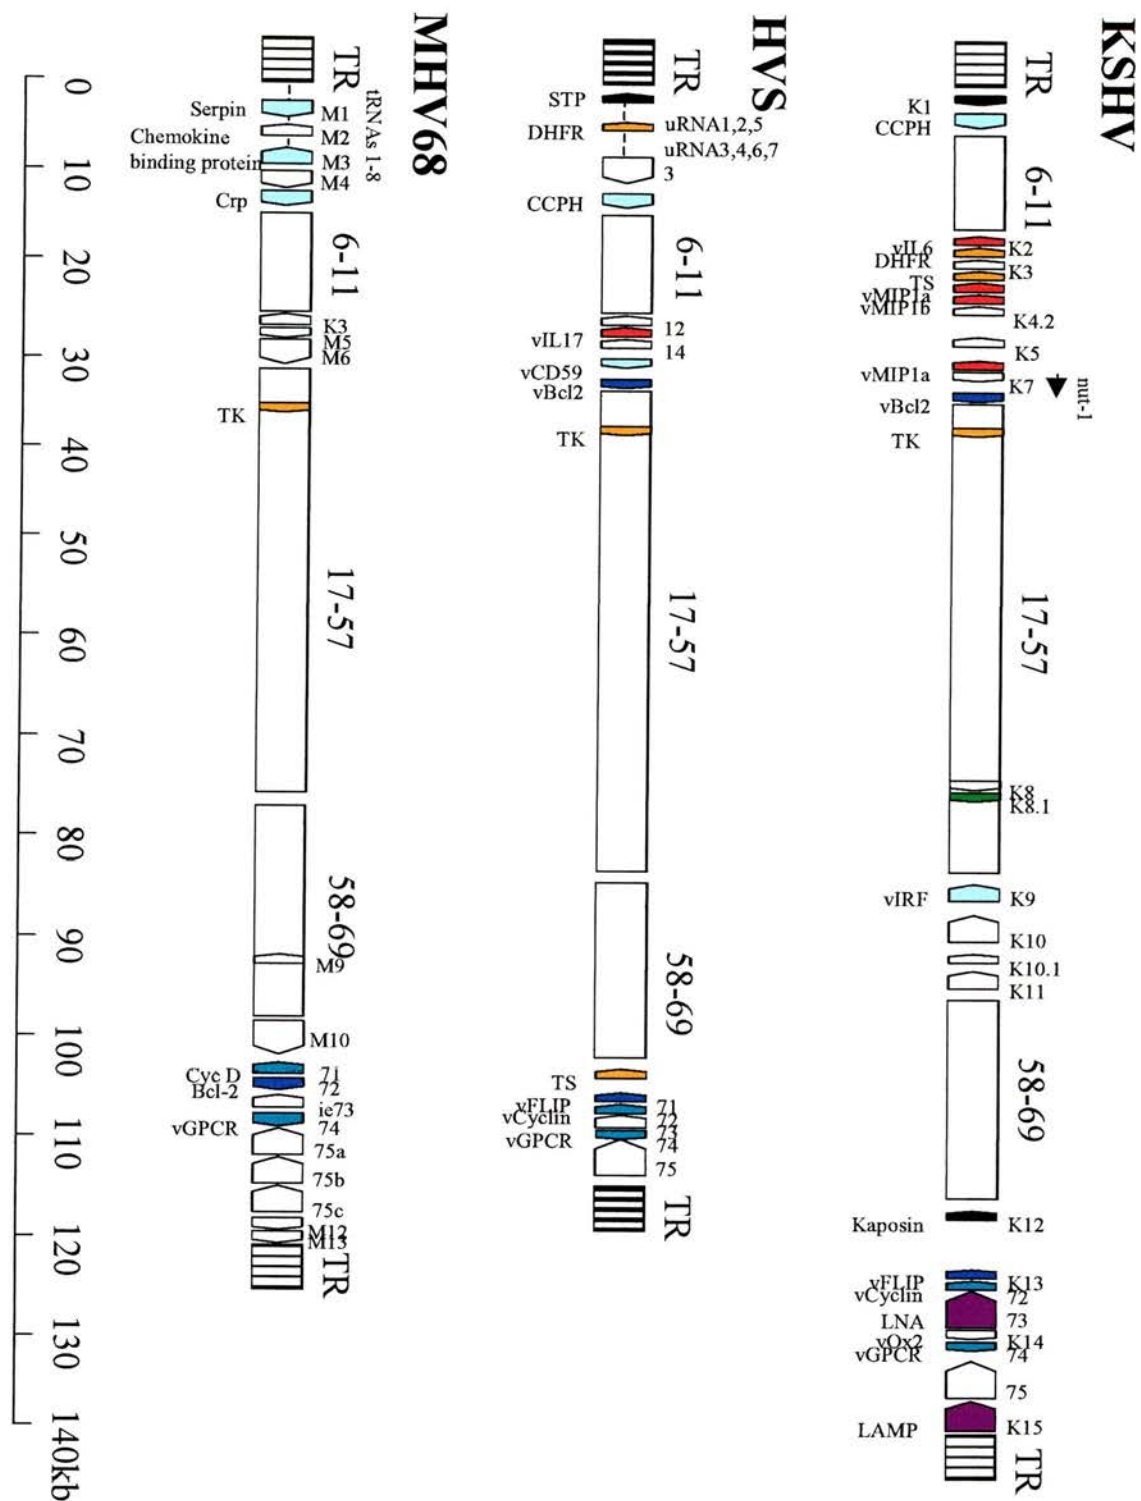 KSHV
TR
K1
CCPH
6-11
vIL6
K2
DHFR
K3
TS
vMIP1a
vMIP1b
K4.2
K5
vMIP1a
K7
nut-1
vBcl2
TK
17-57
K8
K8.1
vIRF
K9
K10
K10.1
K11
58-69
Kaposin
K12
vFLIP
K13
vCyclin
72
LNA
73
vOx2
K14
vGPCR
74
75
LAMP
K15
TR
HVS
TR
STP
DHFR
uRNA1,2,5
uRNA3,4,6,7
3
CCPH
6-11
12
vIL17
14
vCD59
vBcl2
TK
17-57
58-69
TS
vFLIP
71
vCyclin
72
73
vGPCR
74
75
TR
MHV68
TR
tRNAs 1-8
Serpin
M1
Chemokine
M2
binding protein
M3
M4
Crp
6-11
K3
M5
M6
TK
17-57
58-69
M9
M10
Cyc D
71
Bcl-2
72
ie73
vGPCR
74
75a
75b
75c
M12
M13
TR
0
10
20
30
40
50
60
70
80
90
100
110
120
130
140kb